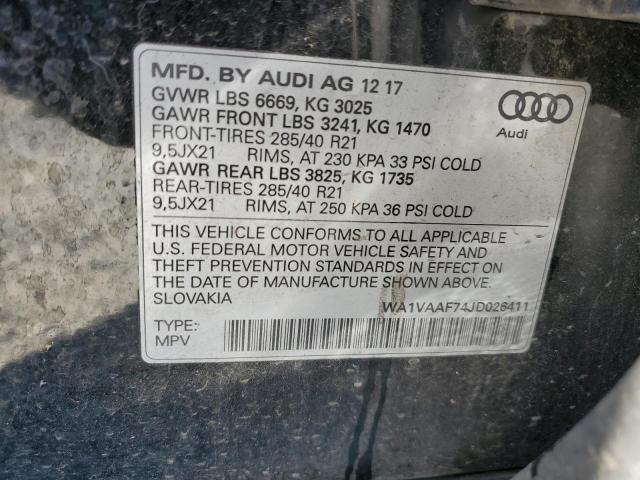 MFD. BY AUDI AG 12 17
GVWR LBS 6669, KG 3025
GAWR FRONT LBS 3241, KG 1470
FRONT-TIRES 285/40 R21
9,5JX21 RIMS, AT 230 KPA 33 PSI COLD
GAWR REAR LBS 3825, KG 1735
REAR-TIRES 285/40 R21
9,5JX21 RIMS, AT 250 KPA 36 PSI COLD
Audi
THIS VEHICLE CONFORMS TO ALL APPLICABLE
U.S. FEDERAL MOTOR VEHICLE SAFETY AND
THEFT PREVENTION STANDARDS IN EFFECT ON
THE DATE OF MANUFACTURE SHOWN ABOVE.
SLOVAKIA
WA1VAAF74JD026411
TYPE:
MPV